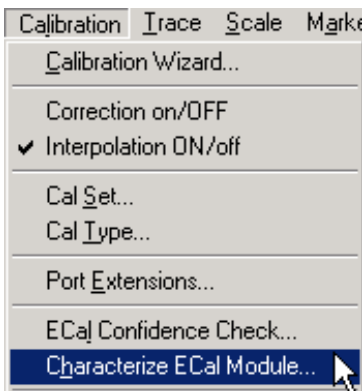 Calibration Trace Scale Marke
Calibration Wizard...
Correction on/OFF
✔ Interpolation ON/off
Cal Set...
Cal Type...
Port Extensions...
ECal Confidence Check...
Characterize ECal Module...